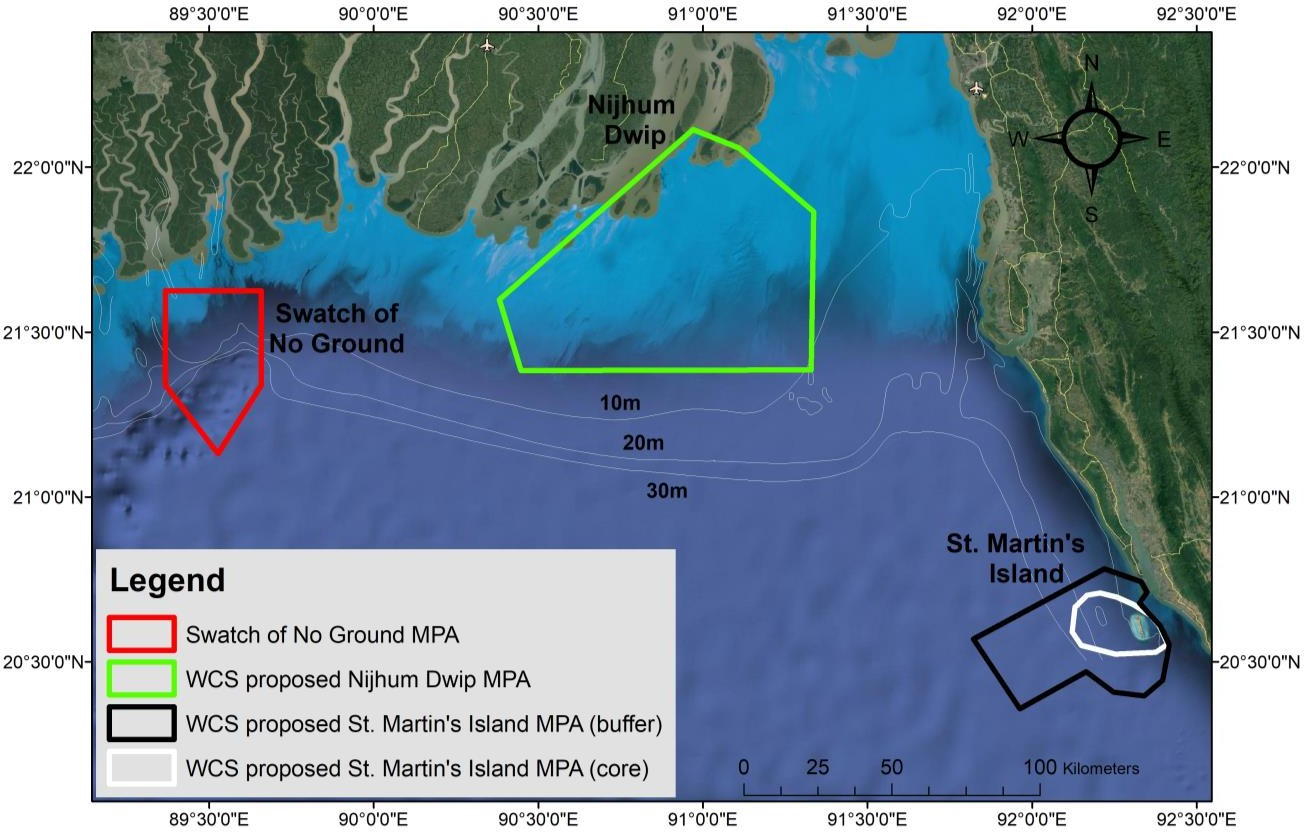 89°30'0"E 90°0'0"E 90°30'0"E 91°0'0"E 91°30'0"E 92°0'0"E 92°30'0"E
N
Nijhum
Dwip
W E
22°0'0"N 22°0'0"N
S
Swatch of
No Ground
21°30'0"N 21°30'0"N
10m
20m
30m
21°0'0"N 21°0'0"N
St. Martin's
Island
Legend
Swatch of No Ground MPA
WCS proposed Nijhum Dwip MPA
WCS proposed St. Martin's Island MPA (buffer)
WCS proposed St. Martin's Island MPA (core)
20°30'0"N 20°30'0"N
0 25 50 100 Kilometers
89°30'0"E 90°0'0"E 90°30'0"E 91°0'0"E 91°30'0"E 92°0'0"E 92°30'0"E